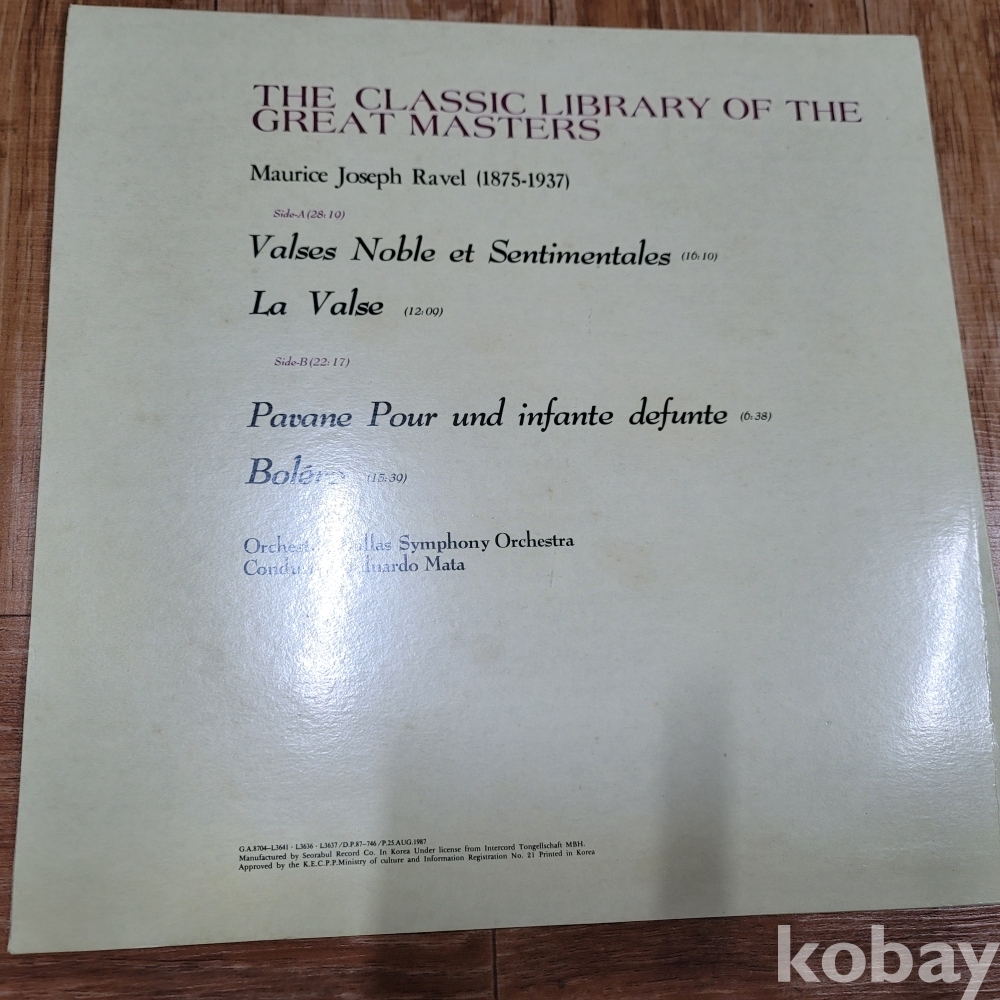 THE CLASSIC LIBRARY OF THE
GREAT MASTERS
Maurice Joseph Ravel (1875-1937)
Side-A (28:19)
Valses Noble et Sentimentales (16:10)
La Valse (12:09)
Side-B (22:17)
Pavane Pour und infante defunte (6:38)
Boléro (15:39)
Symphony Orchestra
Mata
G.A.8704-L3641 · L3636 · L3637/D.P.87-746/P.25.AUG.1987
Manufactured by Seorabul Record Co. In Korea Under license from Intercord Tongellschaft MBH.
Approved by the K.E.C.P.P.Ministry of culture and Information Registration No. 21 Printed in Korea
kobay